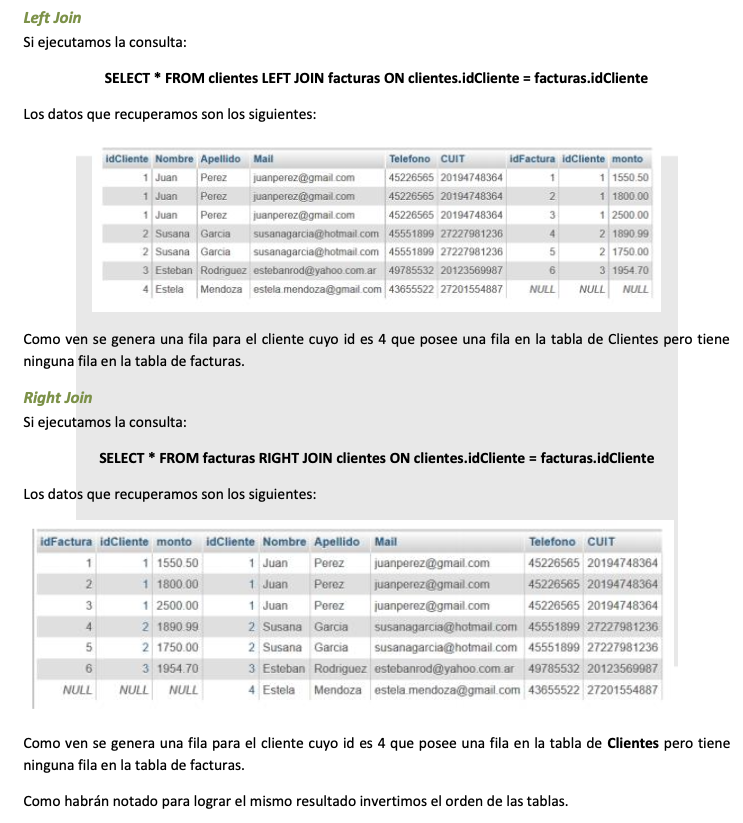 Left Join
Si ejecutamos la consulta:
SELECT * FROM clientes LEFT JOIN facturas ON clientes.idCliente = facturas.idCliente
Los datos que recuperamos son los siguientes:
idCliente Nombre Apellido Mail Telefono CUIT idFactura idCliente monto
1 Juan Perez juanperez@gmail.com 45226565 20194748364 1 1 1550.50
1 Juan Perez juanperez@gmail.com 45226565 20194748364 2 1 1800.00
1 Juan Perez juanperez@gmail.com 45226565 20194748364 3 1 2500.00
2 Susana Garcia susanagarcia@hotmail.com 45551899 27227981236 4 2 1890.99
2 Susana Garcia susanagarcia@hotmail.com 45551899 27227981236 5 2 1750.00
3 Esteban Rodriguez estebanrod@yahoo.com.ar 49785532 20123569987 6 3 1954.70
4 Estela Mendoza estela.mendoza@gmail.com 43655522 27201554887 NULL NULL NULL
Como ven se genera una fila para el cliente cuyo id es 4 que posee una fila en la tabla de Clientes pero tiene
ninguna fila en la tabla de facturas.
Right Join
Si ejecutamos la consulta:
SELECT * FROM facturas RIGHT JOIN clientes ON clientes.idCliente = facturas.idCliente
Los datos que recuperamos son los siguientes:
idFactura idCliente monto idCliente Nombre Apellido Mail Telefono CUIT
1 1 1550.50 1 Juan Perez juanperez@gmail.com 45226565 20194748364
2 1 1800.00 1 Juan Perez juanperez@gmail.com 45226565 20194748364
3 1 2500.00 1 Juan Perez juanperez@gmail.com 45226565 20194748364
4 2 1890.99 2 Susana Garcia susanagarcia@hotmail.com 45551899 27227981236
5 2 1750.00 2 Susana Garcia susanagarcia@hotmail.com 45551899 27227981236
6 3 1954.70 3 Esteban Rodriguez estebanrod@yahoo.com.ar 49785532 20123569987
NULL NULL NULL 4 Estela Mendoza estela.mendoza@gmail.com 43655522 27201554887
Como ven se genera una fila para el cliente cuyo id es 4 que posee una fila en la tabla de Clientes pero tiene
ninguna fila en la tabla de facturas.
Como habrán notado para lograr el mismo resultado invertimos el orden de las tablas.